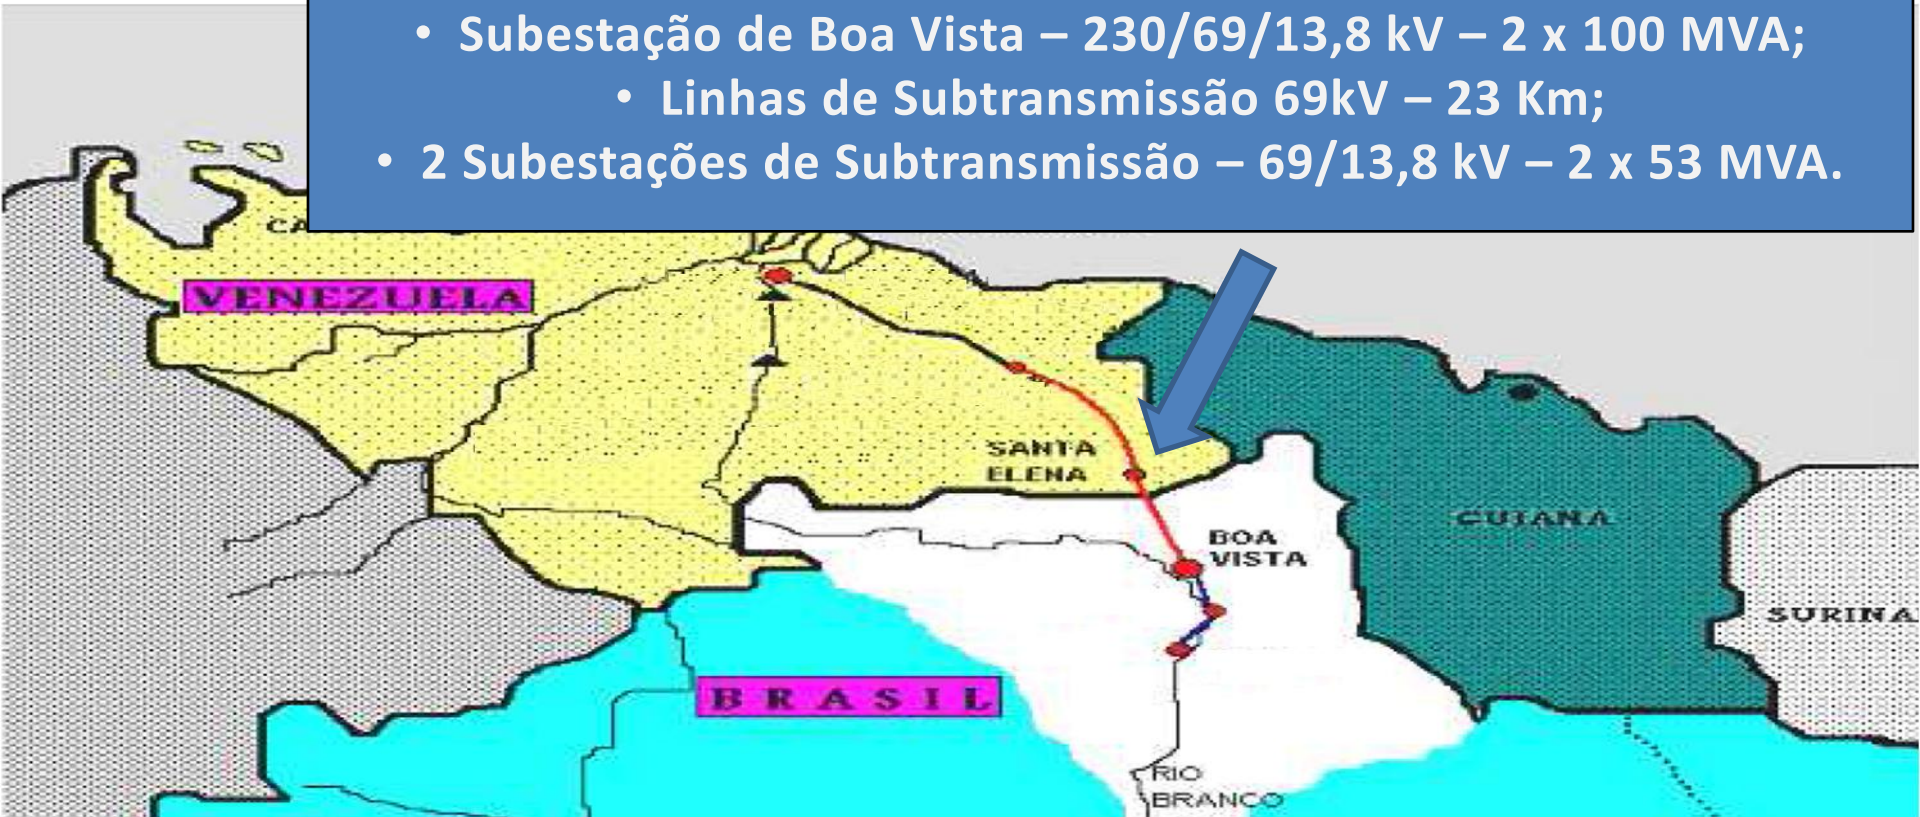 • Subestação de Boa Vista – 230/69/13,8 kV – 2 x 100 MVA;
• Linhas de Subtransmissão 69kV – 23 Km;
• 2 Subestações de Subtransmissão – 69/13,8 kV – 2 x 53 MVA.
CA
VENEZUELA
SANTA
ELENA
BOA
VISTA
GUIANA
SURINA
BRASIL
RIO
BRANCO